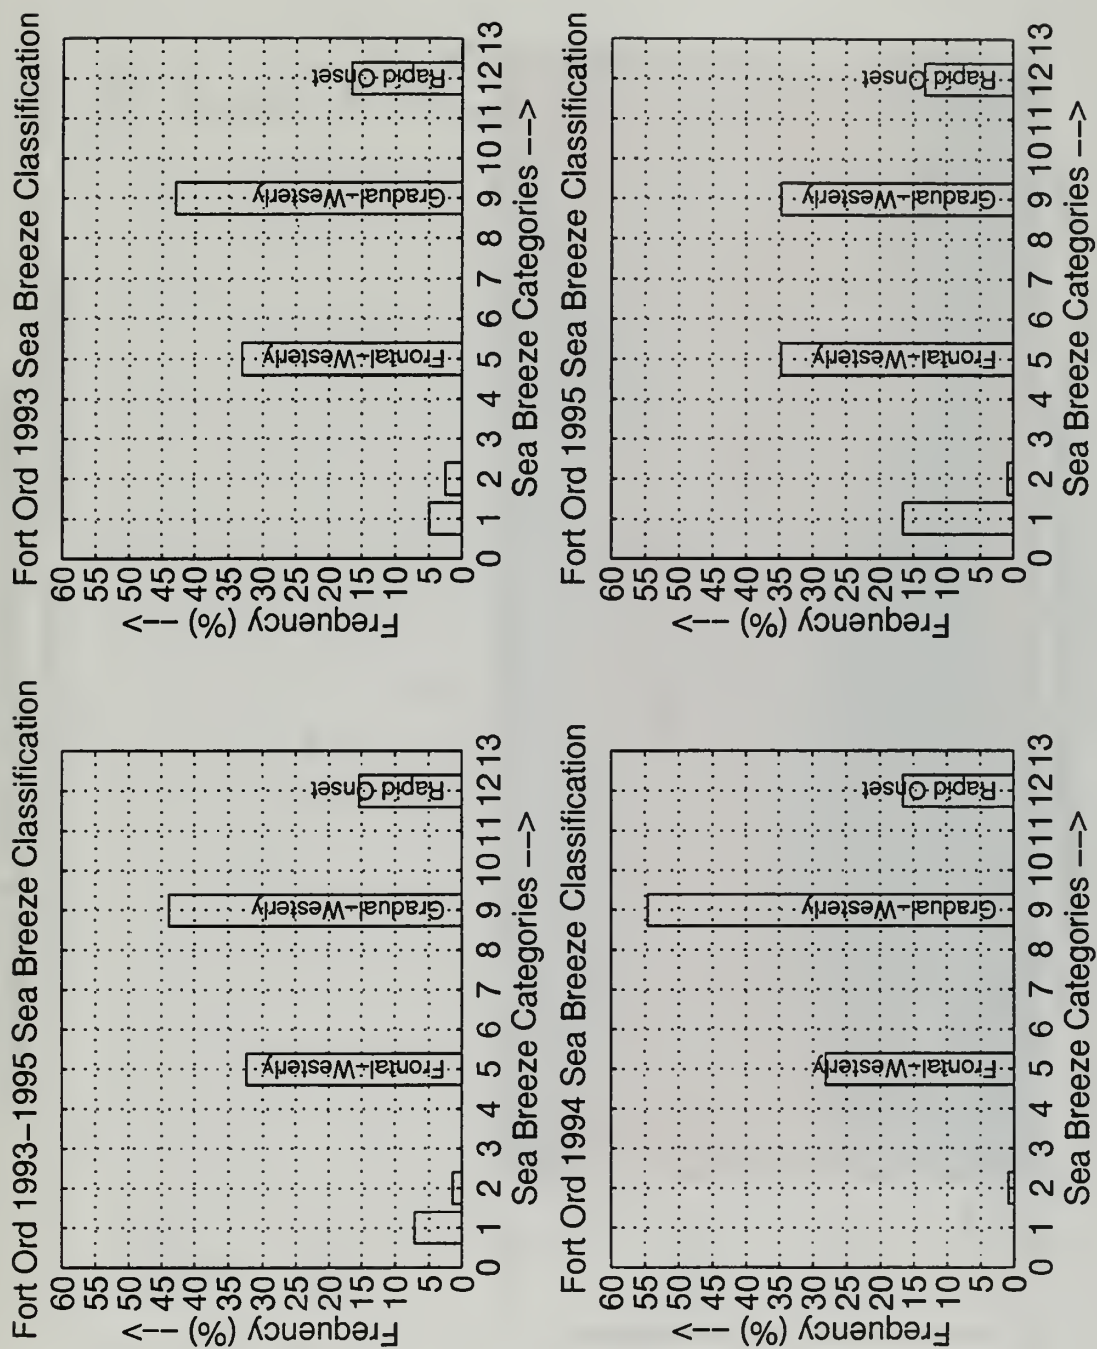 Fort Ord 1993–1995 Sea Breeze Classification
60
55
50
45
40
35
30
25
20
15
10
5
0
Frequency (%) -->
Frontal-Westerly
Gradual-Westerly
Rapid Onset
0 1 2 3 4 5 6 7 8 9 10 11 12 13
Sea Breeze Categories -->
Fort Ord 1993 Sea Breeze Classification
60
55
50
45
40
35
30
25
20
15
10
5
0
Frequency (%) -->
Frontal-Westerly
Gradual-Westerly
Rapid Onset
0 1 2 3 4 5 6 7 8 9 10 11 12 13
Sea Breeze Categories -->
Fort Ord 1994 Sea Breeze Classification
60
55
50
45
40
35
30
25
20
15
10
5
0
Frequency (%) -->
Frontal-Westerly
Gradual-Westerly
Rapid Onset
0 1 2 3 4 5 6 7 8 9 10 11 12 13
Sea Breeze Categories -->
Fort Ord 1995 Sea Breeze Classification
60
55
50
45
40
35
30
25
20
15
10
5
0
Frequency (%) -->
Frontal-Westerly
Gradual-Westerly
Rapid Onset
0 1 2 3 4 5 6 7 8 9 10 11 12 13
Sea Breeze Categories -->